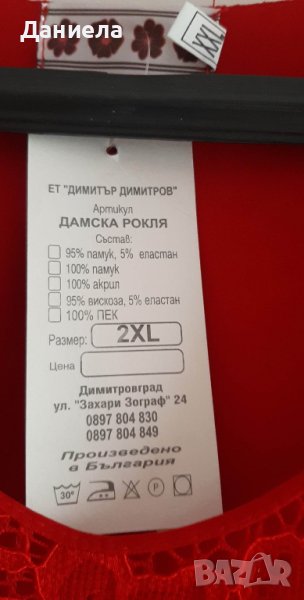 Даниела
XXL
ЕТ "ДИМИТЪР ДИМИТРОВ"
Артикул
ДАМСКА РОКЛЯ
Състав:
95% памук, 5% еластан
100% памук
100% акрил
95% вискоза, 5% еластан
100% ПЕК
Размер: 2XL
Цена
Димитровград
ул. "Захари Зограф" 24
0897 804 830
0897 804 849
Произведено
в България
30°
P
BAZAR